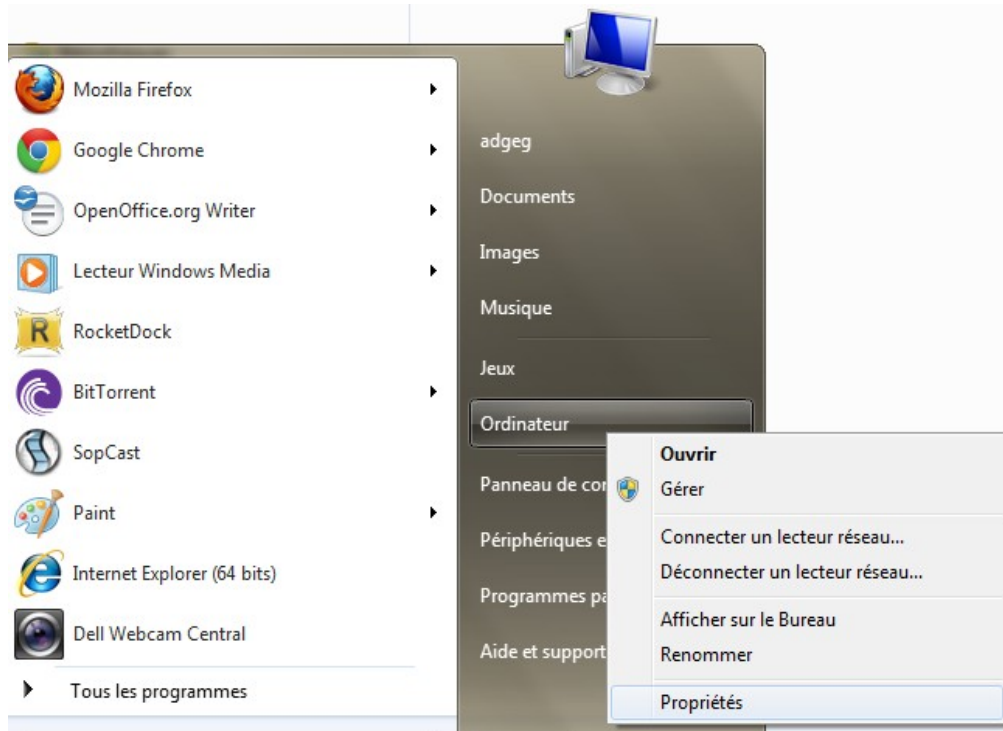 Mozilla Firefox
Google Chrome
OpenOffice.org Writer
Lecteur Windows Media
RocketDock
BitTorrent
SopCast
Paint
Internet Explorer (64 bits)
Dell Webcam Central
Tous les programmes
adgeg
Documents
Images
Musique
Jeux
Ordinateur
Panneau de
Périphériques
Programmes
Aide et support
Ouvrir
Gérer
Connecter un lecteur réseau...
Déconnecter un lecteur réseau...
Afficher sur le Bureau
Renommer
Propriétés